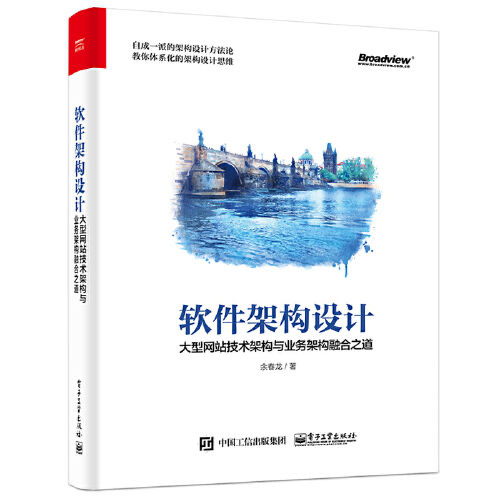 自成一派的架构设计方法论
教你体系化的架构设计思维
Broadview
软件架构设计
大型网站技术架构与业务架构融合之道
余春龙 / 著
中国工信出版集团
电子工业出版社
软件架构设计
大型网站技术架构与
业务架构融合之道